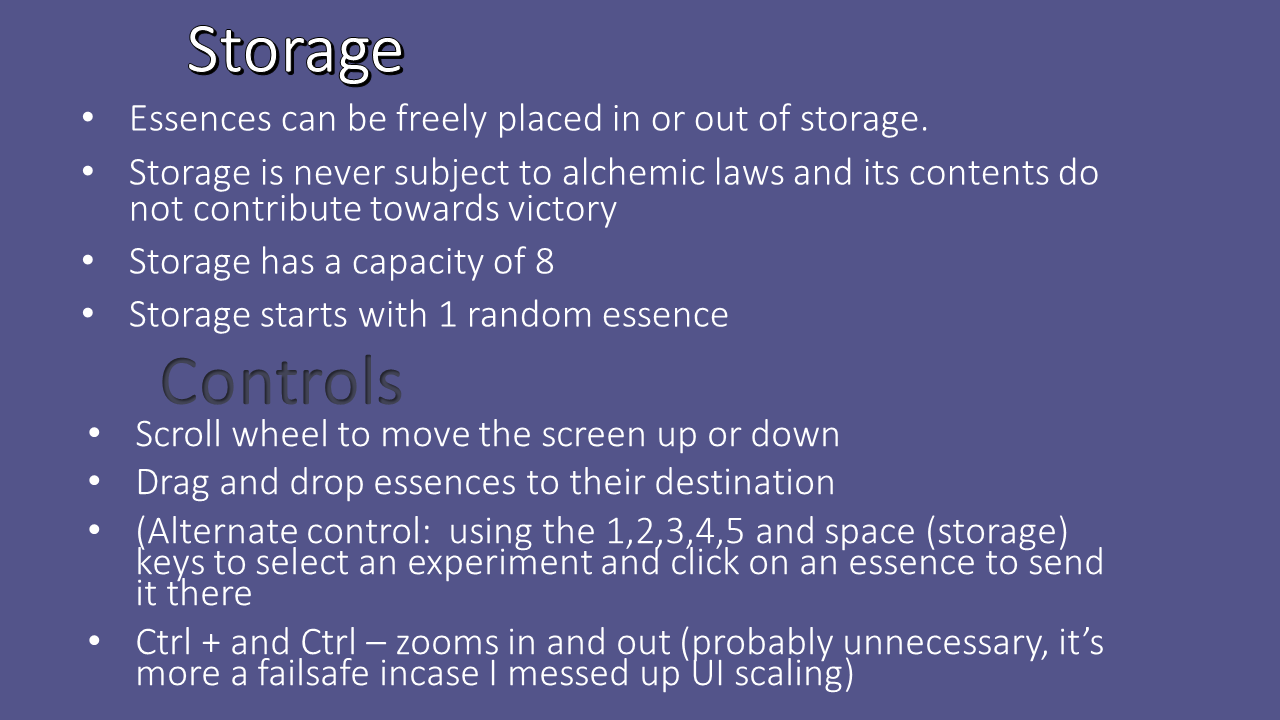 Storage
• Essences can be freely placed in or out of storage.
• Storage is never subject to alchemic laws and its contents do
not contribute towards victory
• Storage has a capacity of 8
• Storage starts with 1 random essence
Controls
• Scroll wheel to move the screen up or down
• Drag and drop essences to their destination
• (Alternate control:  using the 1,2,3,4,5 and space (storage)
keys to select an experiment and click on an essence to send
it there
• Ctrl + and Ctrl – zooms in and out (probably unnecessary, it’s
more a failsafe incase I messed up UI scaling)